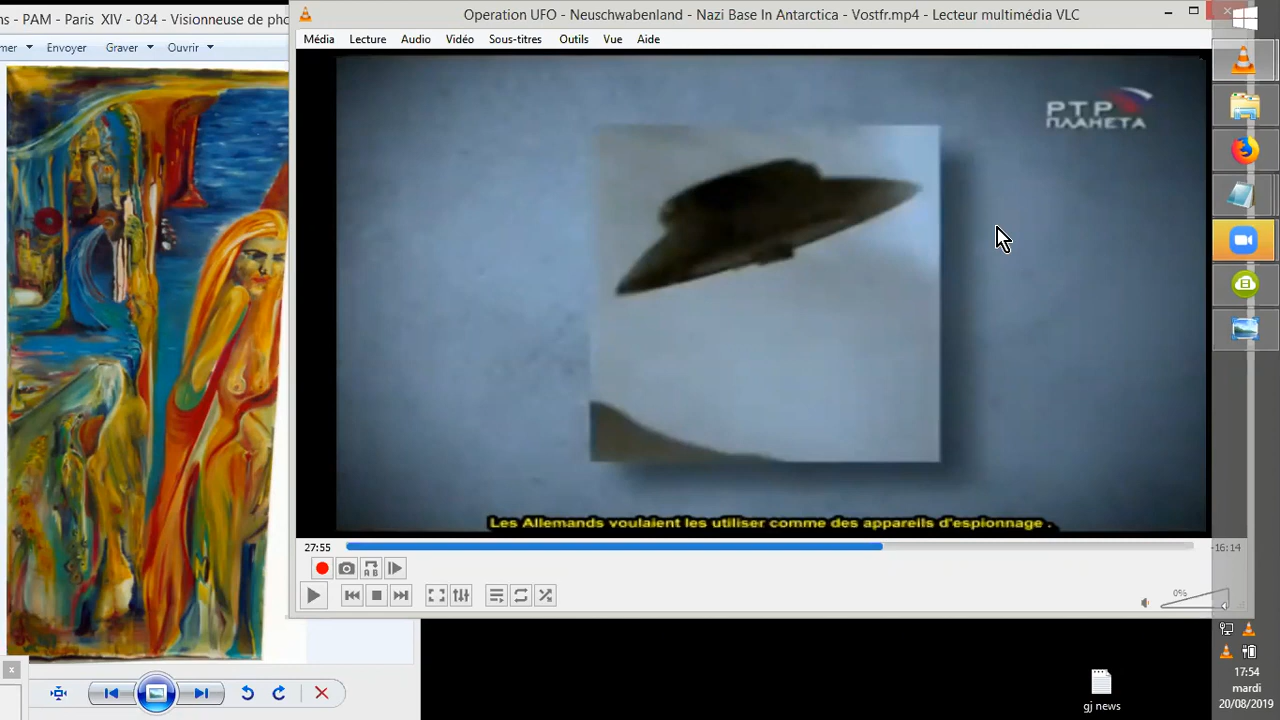 ns - PAM - Paris  XIV - 034 - Visionneuse de pho
mer Envoyer Graver Ouvrir
Operation UFO - Neuschwabenland - Nazi Base In Antarctica - Vostfr.mp4 - Lecteur multimédia VLC
Média Lecture Audio Vidéo Sous-titres Outils Vue Aide
РТР
ПЛАНЕТА
Les Allemands voulaient les utiliser comme des appareils d'espionnage .
27:55
-16:14
A B
0%
gj news
17:54
mardi
20/08/2019